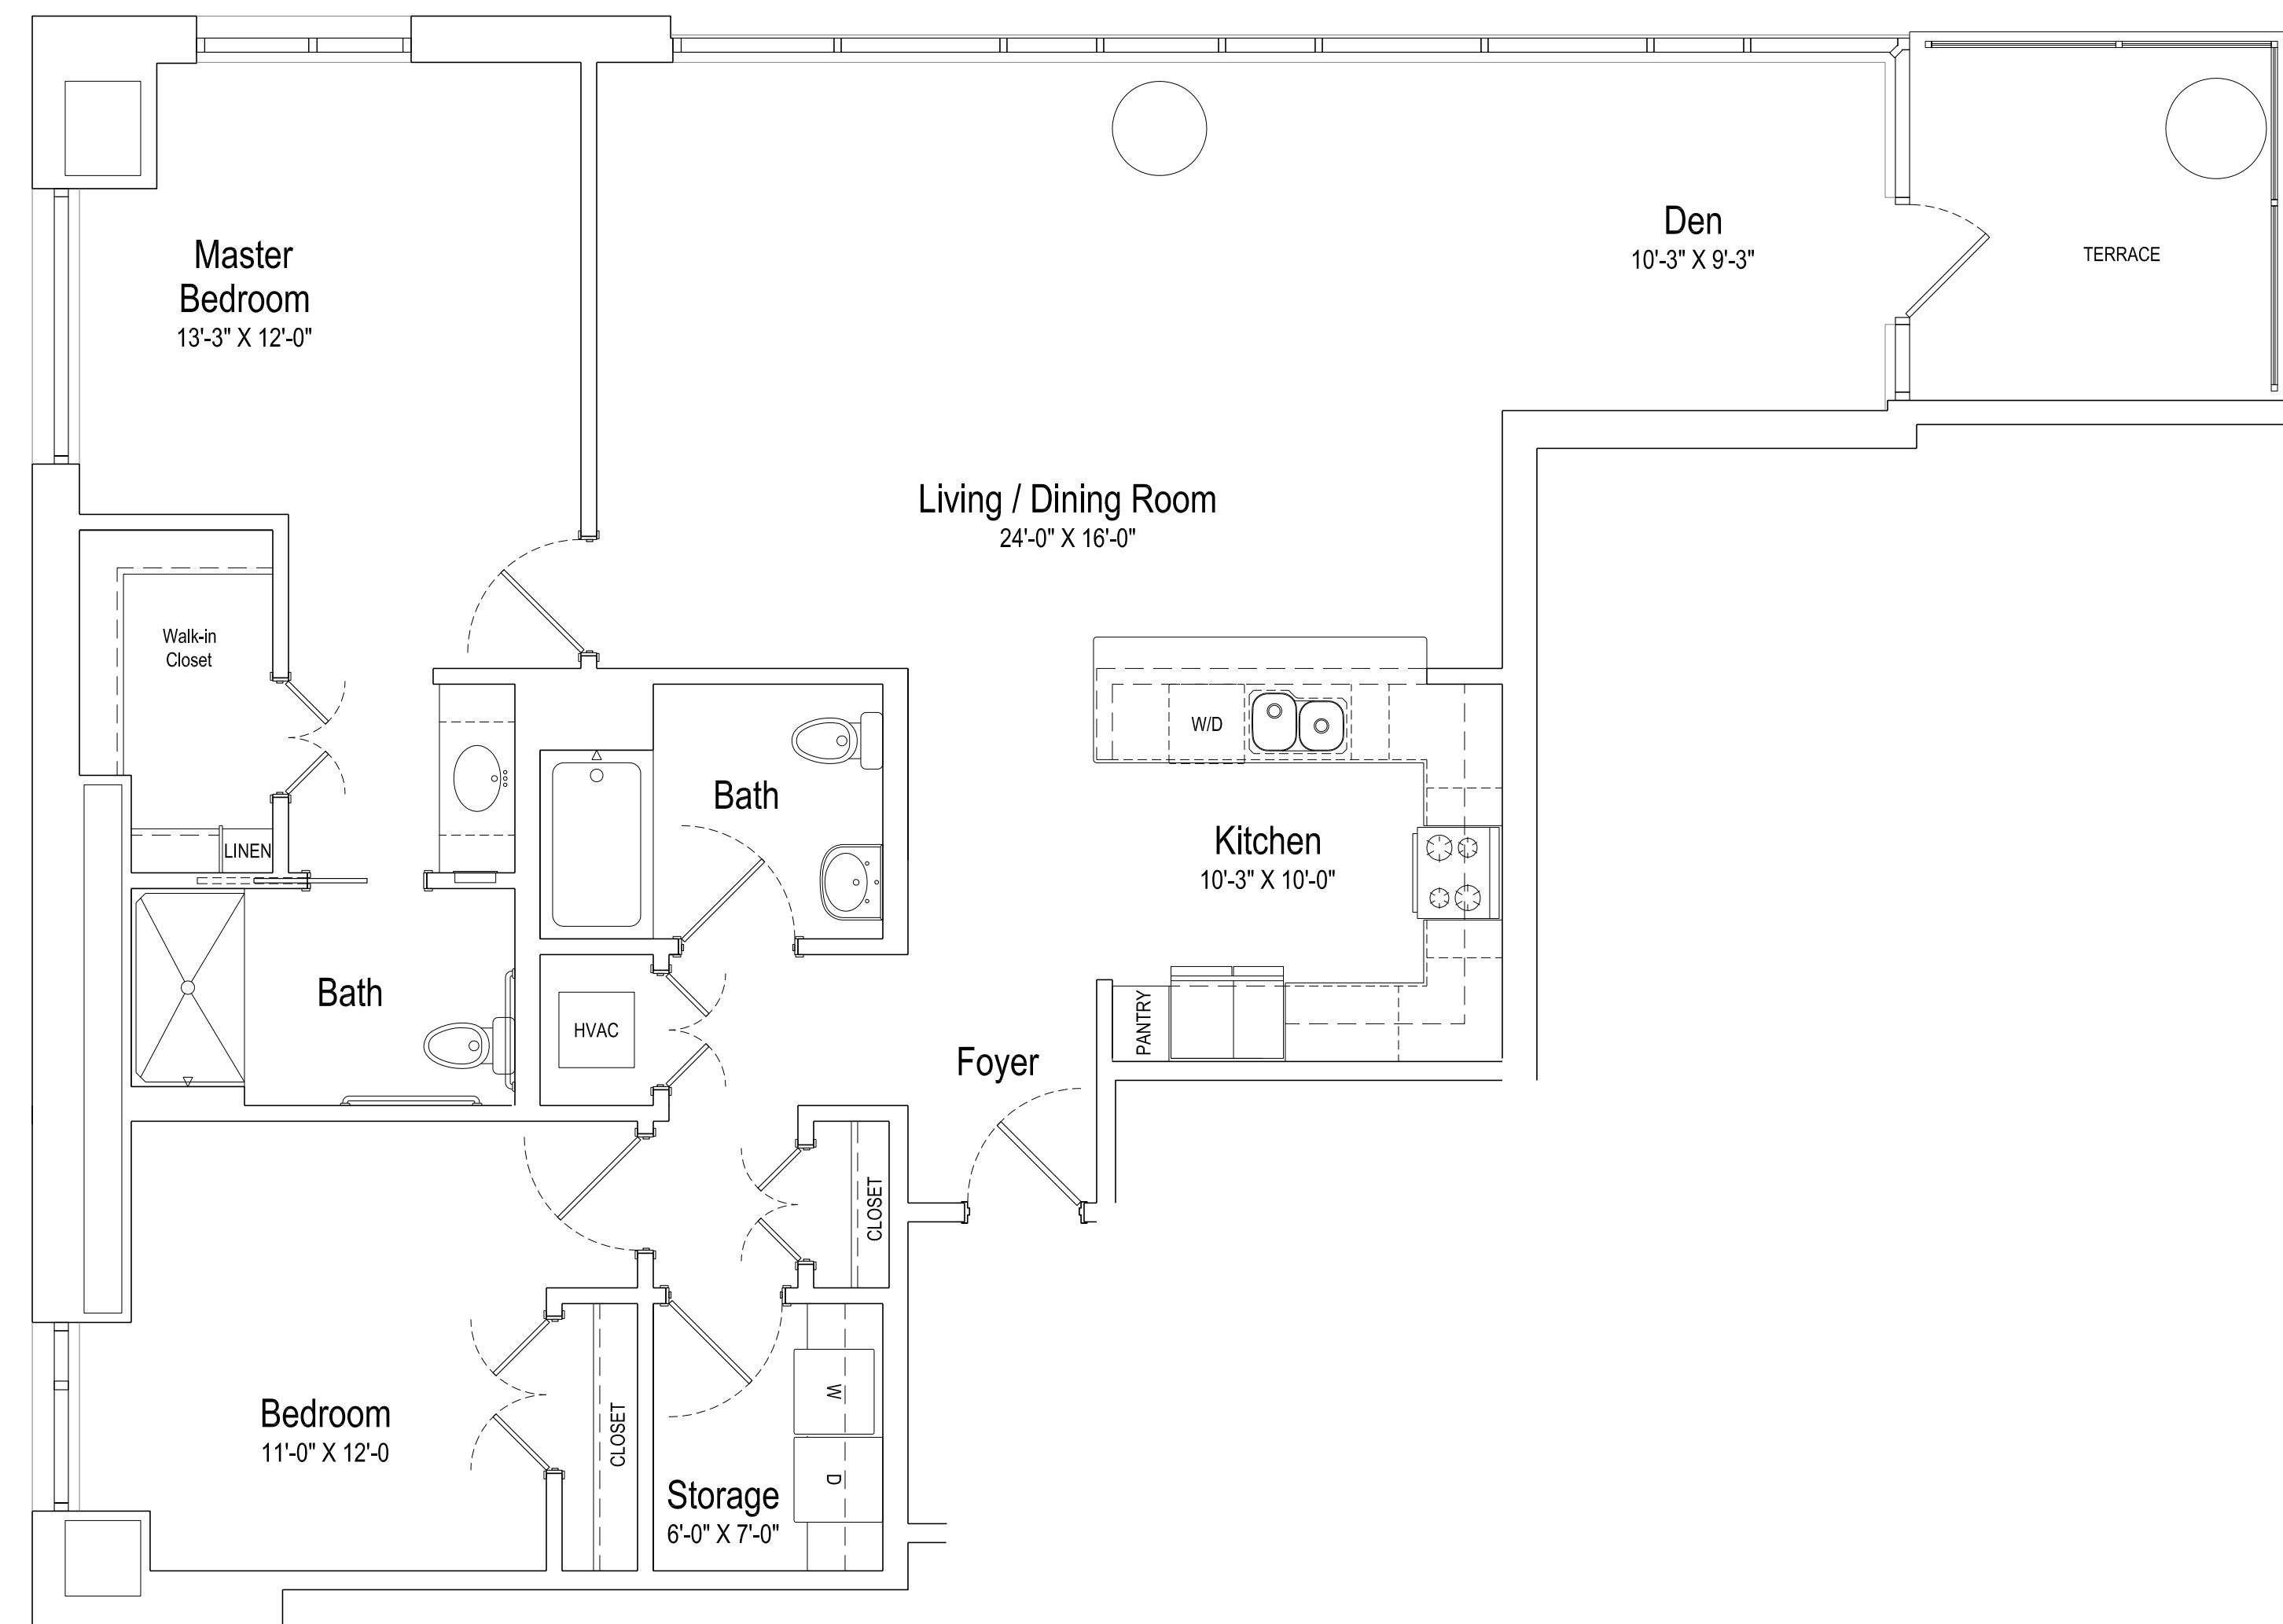 Master
Bedroom
13'-3" X 12'-0"
Den
10'-3" X 9'-3"
TERRACE
Living / Dining Room
24'-0" X 16'-0"
Walk-in
Closet
LINEN
W/D
Bath
Kitchen
10'-3" X 10'-0"
Bath
HVAC
PANTRY
Foyer
CLOSET
Bedroom
11'-0" X 12'-0
CLOSET
W
D
Storage
6'-0" X 7'-0"